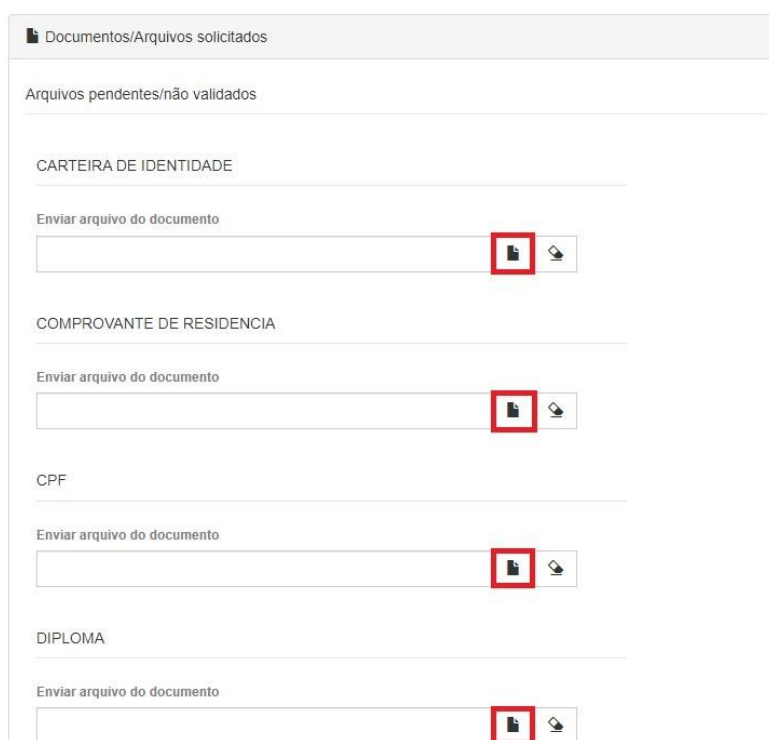 Documentos/Arquivos solicitados
Arquivos pendentes/não validados
CARTEIRA DE IDENTIDADE
Enviar arquivo do documento
COMPROVANTE DE RESIDENCIA
Enviar arquivo do documento
CPF
Enviar arquivo do documento
DIPLOMA
Enviar arquivo do documento